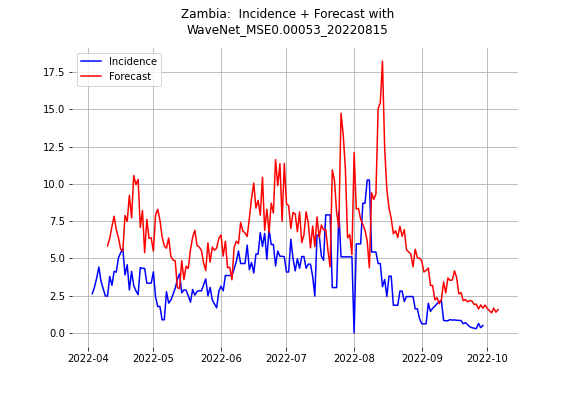 Zambia:  Incidence + Forecast with
WaveNet_MSE0.00053_20220815
Incidence
Forecast
17.5
15.0
12.5
10.0
7.5
5.0
2.5
0.0
2022-04 2022-05 2022-06 2022-07 2022-08 2022-09 2022-10